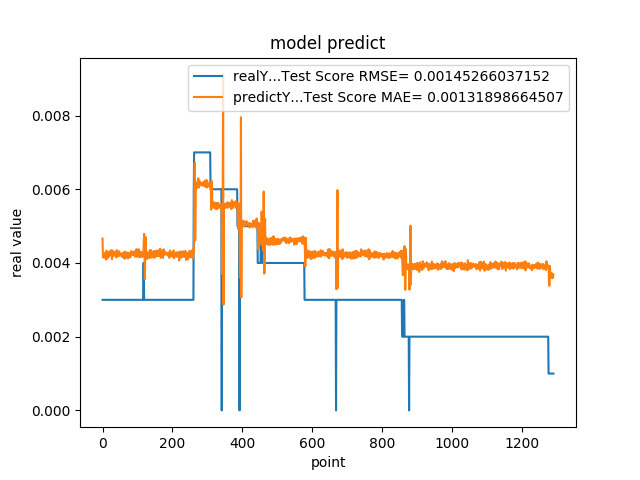 model predict
realY...Test Score RMSE= 0.00145266037152
predictY...Test Score MAE= 0.00131898664507
real value
0.008
0.006
0.004
0.002
0.000
0 200 400 600 800 1000 1200
point